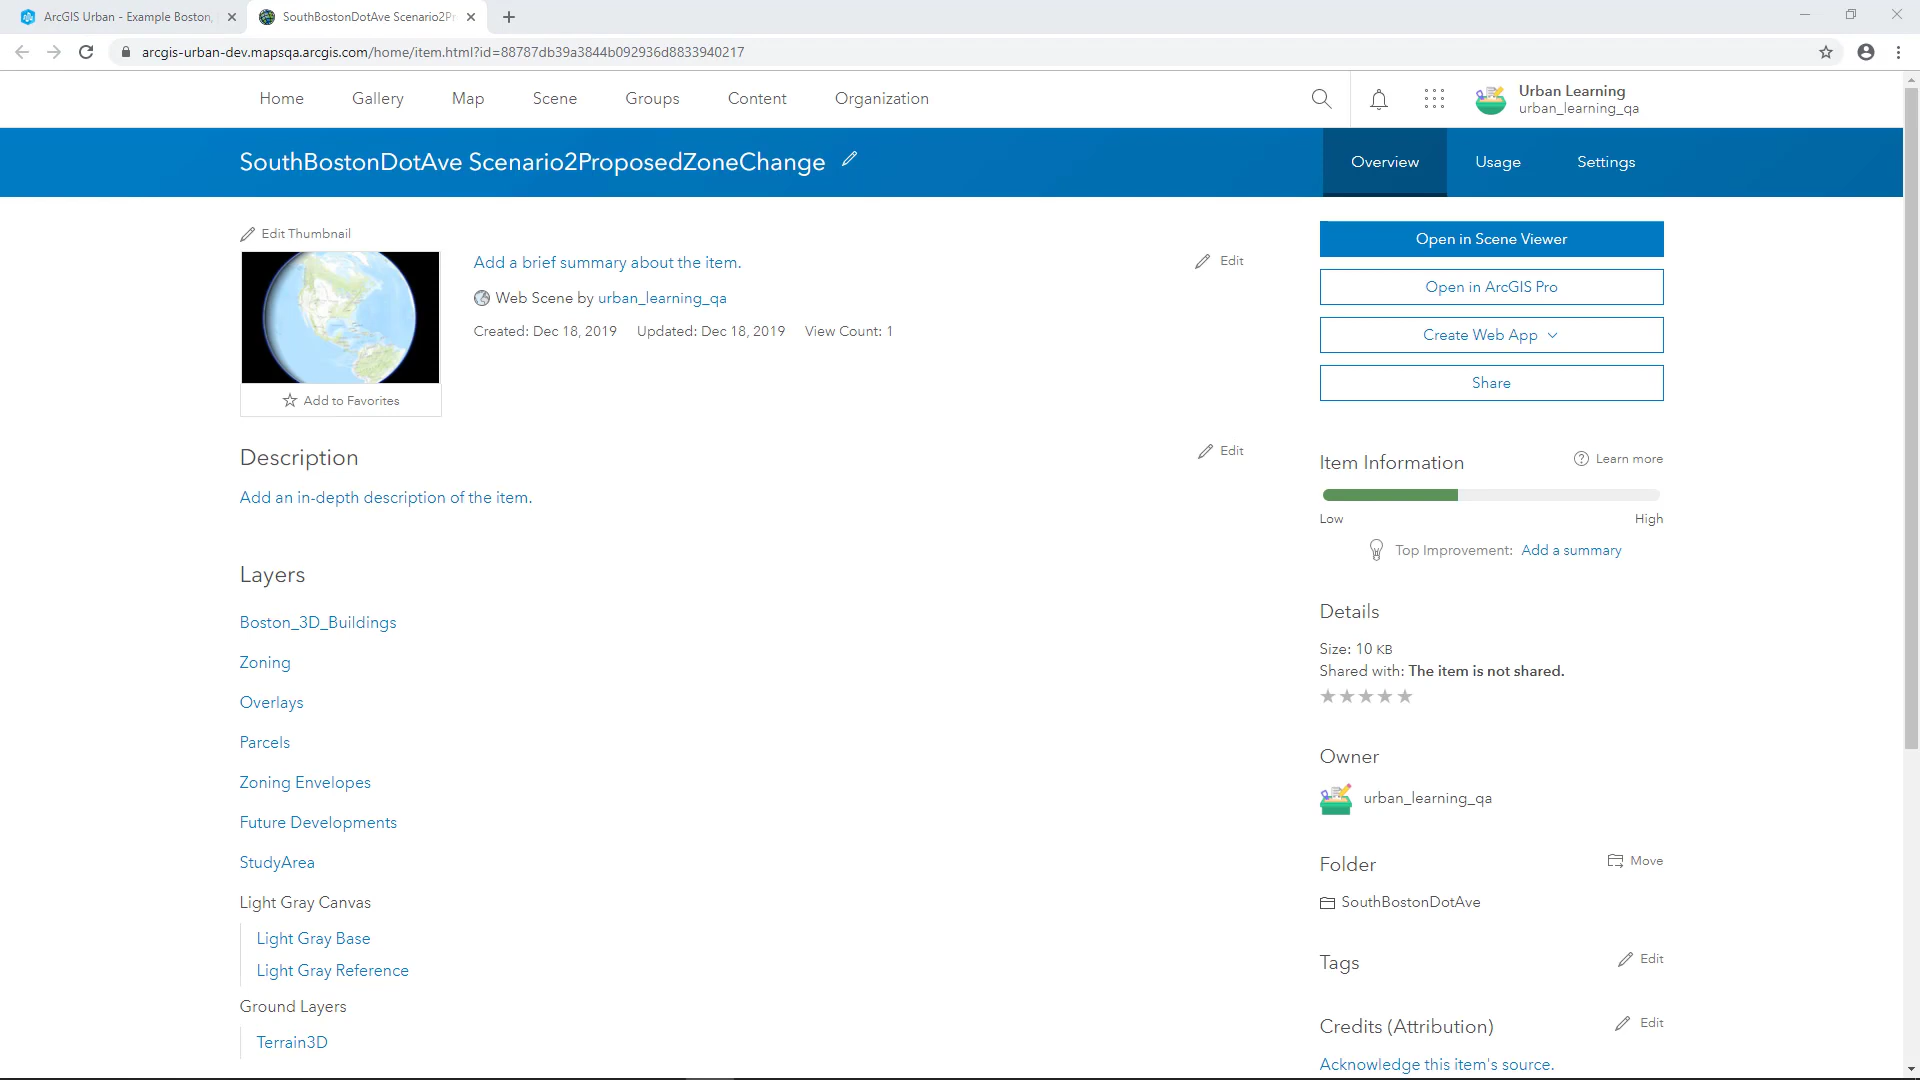 ArcGIS Urban - Example Boston,
SouthBostonDotAve Scenario2Pr
arcgis-urban-dev.mapsqa.arcgis.com/home/item.html?id=88787db39a3844b092936d8833940217
Home Gallery Map Scene Groups Content Organization
Urban Learning
urban_learning_qa
SouthBostonDotAve Scenario2ProposedZoneChange
Overview Usage Settings
Edit Thumbnail
Add to Favorites
Add a brief summary about the item.
Edit
Web Scene by urban_learning_qa
Created: Dec 18, 2019 Updated: Dec 18, 2019 View Count: 1
Description
Edit
Add an in-depth description of the item.
Layers
Boston_3D_Buildings
Zoning
Overlays
Parcels
Zoning Envelopes
Future Developments
StudyArea
Light Gray Canvas
Light Gray Base
Light Gray Reference
Ground Layers
Terrain3D
Open in Scene Viewer
Open in ArcGIS Pro
Create Web App
Share
Item Information
Learn more
Low High
Top Improvement: Add a summary
Details
Size: 10 KB
Shared with: The item is not shared.
Owner
urban_learning_qa
Folder
Move
SouthBostonDotAve
Tags
Edit
Credits (Attribution)
Edit
Acknowledge this item's source.